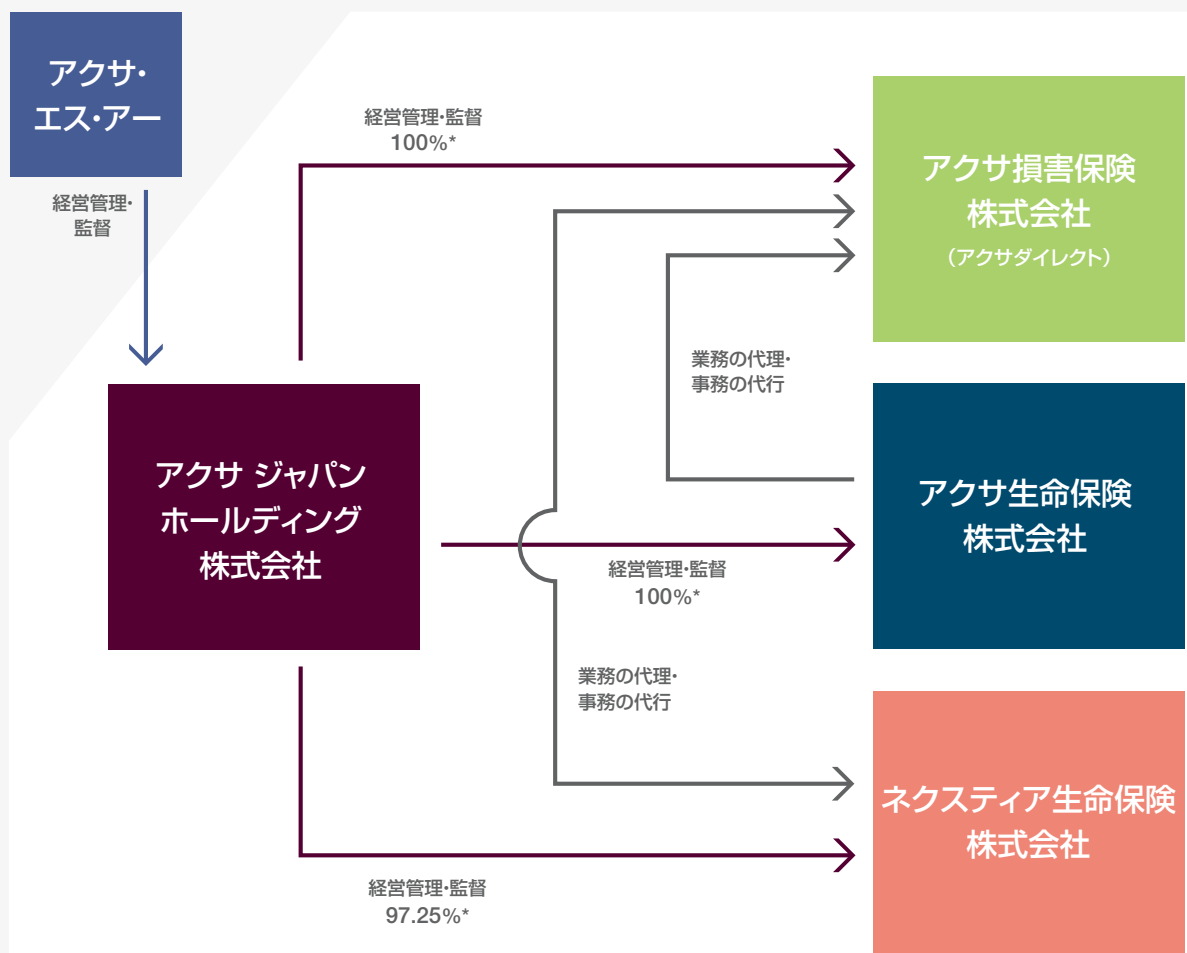 アクサ・
エス・アー
経営管理・
監督
経営管理・監督
100%*
アクサ損害保険
株式会社
（アクサダイレクト）
業務の代理・
事務の代行
アクサ ジャパン
ホールディング
株式会社
アクサ生命保険
株式会社
経営管理・監督
100%*
業務の代理・
事務の代行
ネクスティア生命保険
株式会社
経営管理・監督
97.25%*